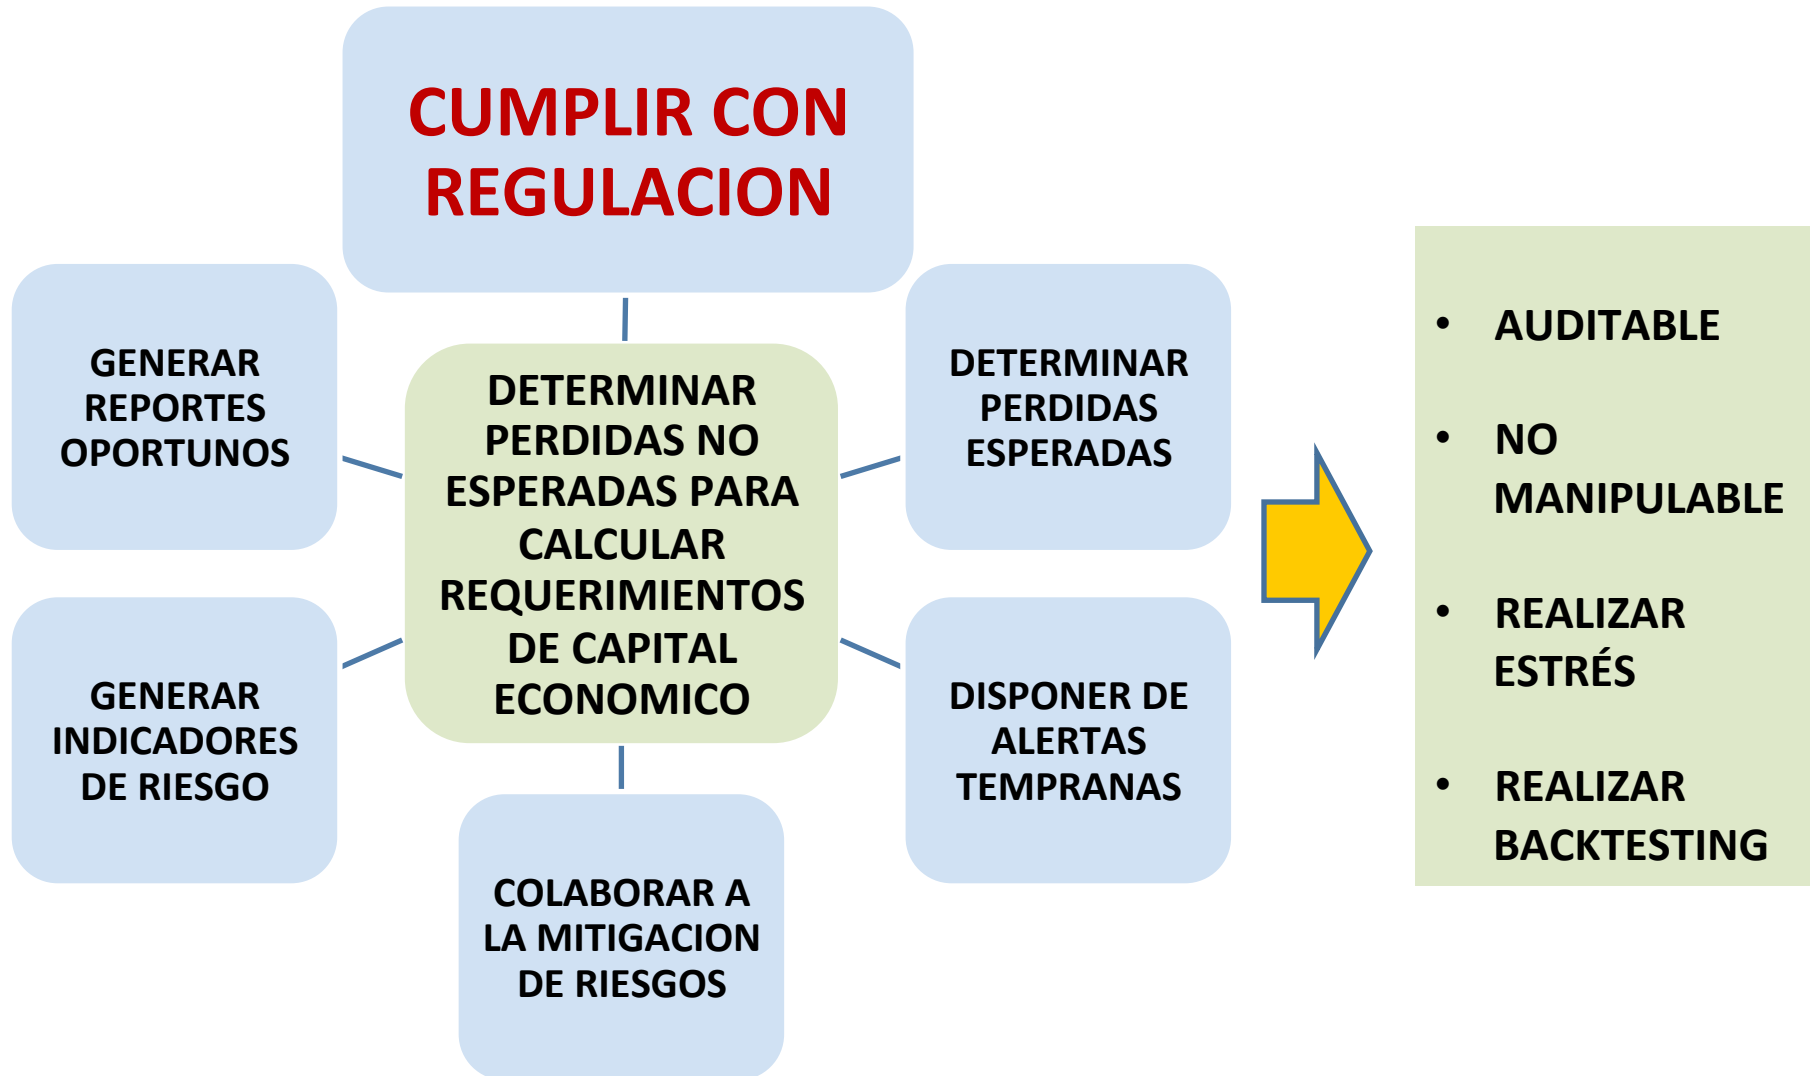 CUMPLIR CON
REGULACION
GENERAR
REPORTES
OPORTUNOS
DETERMINAR
PERDIDAS NO
ESPERADAS PARA
CALCULAR
REQUERIMIENTOS
DE CAPITAL
ECONOMICO
DETERMINAR
PERDIDAS
ESPERADAS
GENERAR
INDICADORES
DE RIESGO
DISPONER DE
ALERTAS
TEMPRANAS
COLABORAR A
LA MITIGACION
DE RIESGOS
• AUDITABLE
• NO
MANIPULABLE
• REALIZAR
ESTRÉS
• REALIZAR
BACKTESTING